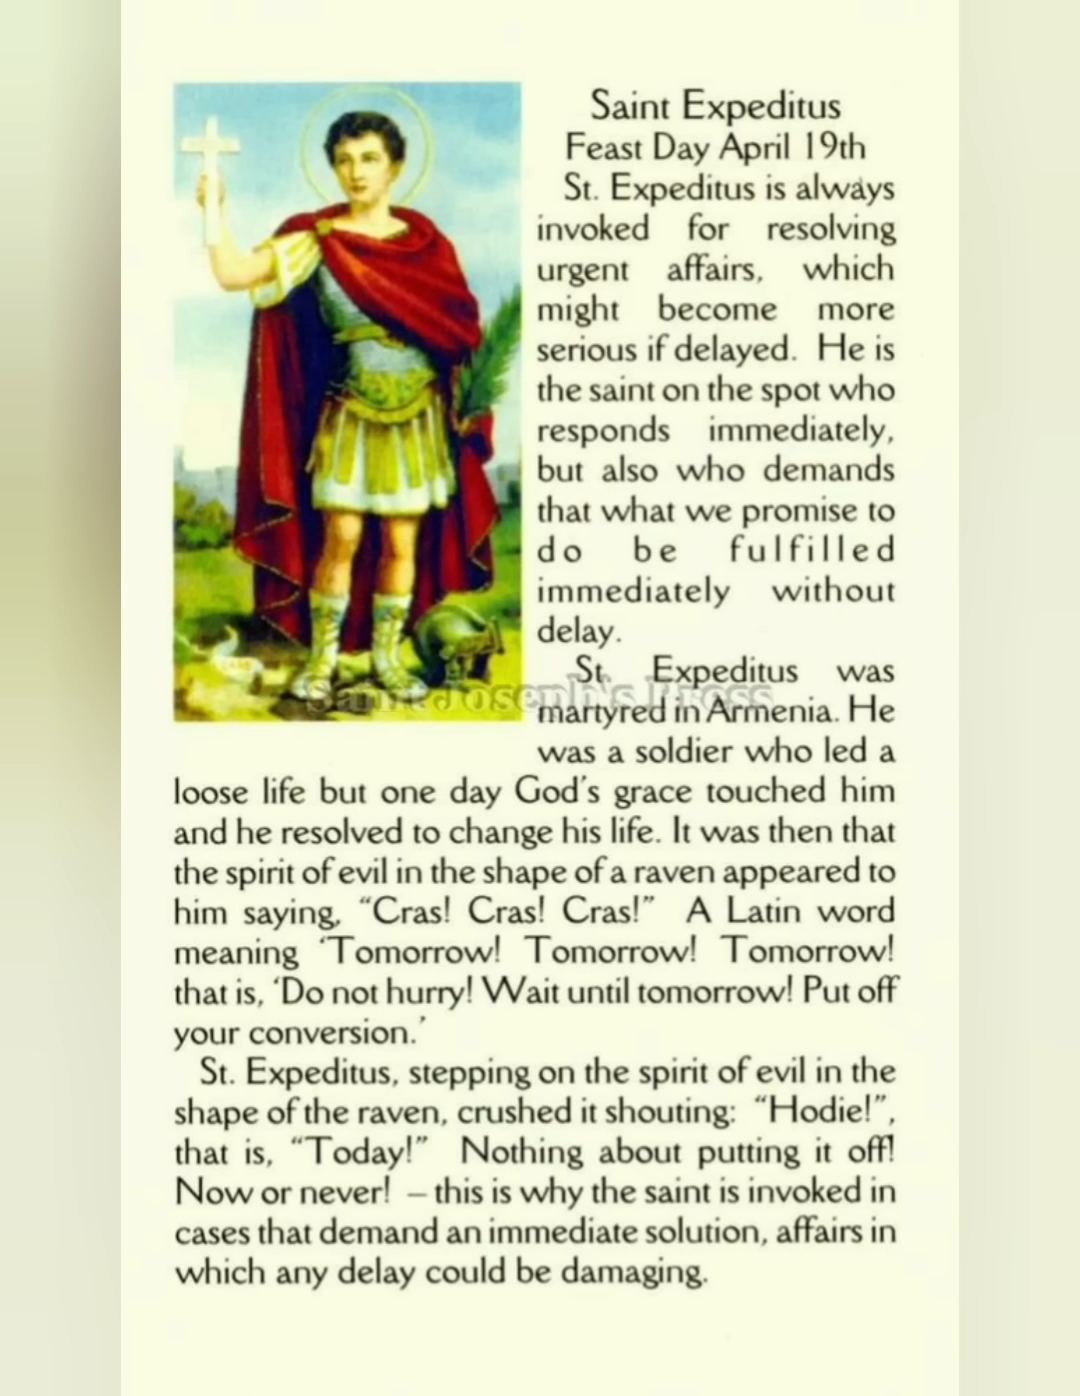 Saint Expeditus
Feast Day April 19th
St. Expeditus is always
invoked for resolving
urgent affairs, which
might become more
serious if delayed. He is
the saint on the spot who
responds immediately,
but also who demands
that what we promise to
do be fulfilled
immediately without
delay.
St. Expeditus was
Saint Joseph's Press
martyred in Armenia. He
was a soldier who led a
loose life but one day God's grace touched him
and he resolved to change his life. It was then that
the spirit of evil in the shape of a raven appeared to
him saying, “Cras! Cras! Cras!” A Latin word
meaning ‘Tomorrow! Tomorrow! Tomorrow!
that is, ‘Do not hurry! Wait until tomorrow! Put off
your conversion.’
St. Expeditus, stepping on the spirit of evil in the
shape of the raven, crushed it shouting: “Hodie!”,
that is, “Today!” Nothing about putting it off!
Now or never! – this is why the saint is invoked in
cases that demand an immediate solution, affairs in
which any delay could be damaging.